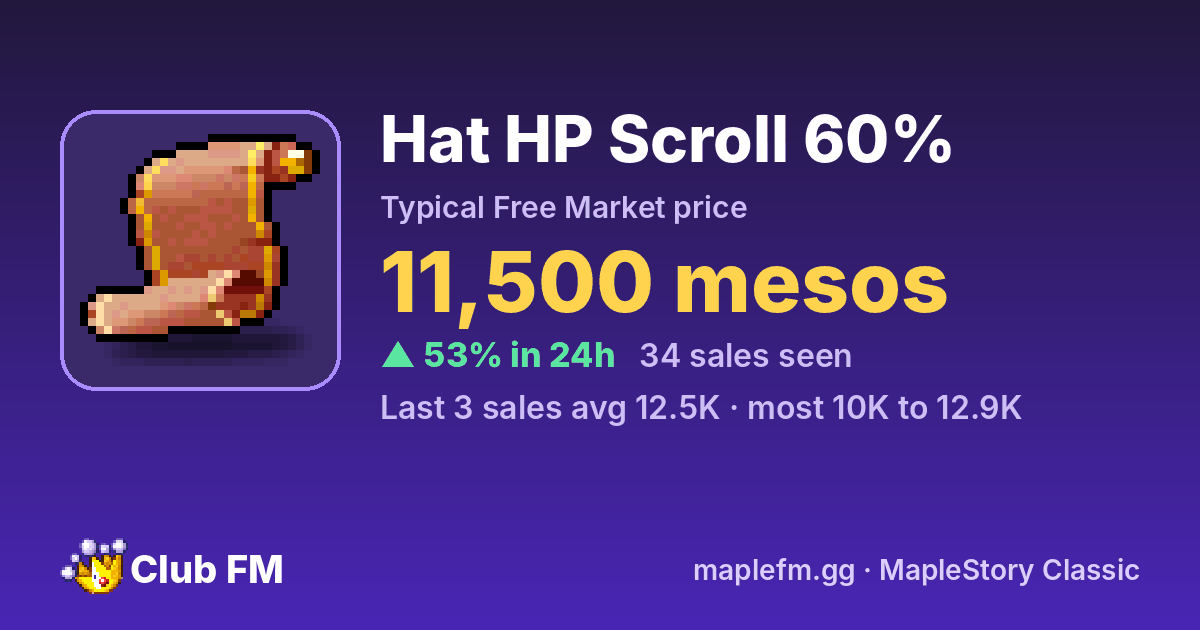 Hat HP Scroll 60%
Typical Free Market price
11,500 mesos
▲ 53% in 24h 34 sales seen
Last 3 sales avg 12.5K · most 10K to 12.9K
Club FM
maplefm.gg · MapleStory Classic